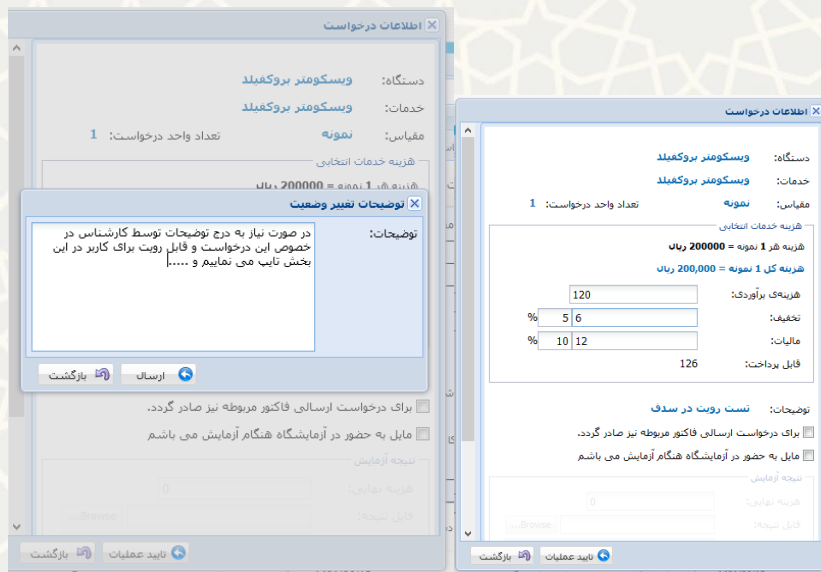 اطلاعات درخواست
دستگاه: ویسکومتر بروکفیلد
خدمات: ویسکومتر بروکفیلد
مقیاس: نمونه تعداد واحد درخواست: 1
هزینه خدمات انتخابی
هزینه هر 1 نمونه = 200000 ریال
هزینه کل 1 نمونه = 200,000 ریال
هزینه‌ی برآوردی: 120
تخفیف: 6 5 %
مالیات: 12 10 %
قابل پرداخت: 126
توضیحات: تست رویت در سدف
برای درخواست ارسالی فاکتور مربوطه نیز صادر گردد.
مایل به حضور در آزمایشگاه هنگام آزمایش می باشم
نتیجه آزمایش
هزینه نهایی: 0
فایل نتیجه: Browse...
تایید عملیات بازگشت
اطلاعات درخواست
دستگاه: ویسکومتر بروکفیلد
خدمات: ویسکومتر بروکفیلد
مقیاس: نمونه تعداد واحد درخواست: 1
هزینه خدمات انتخابی
هزینه هر 1 نمونه = 200000 ریال
توضیحات تغییر وضعیت
توضیحات: در صورت نیاز به درج توضیحات توسط کارشناس در
خصوص این درخواست و قابل رویت برای کاربر در این
بخش تایپ می نماییم و .....
ارسال بازگشت
برای درخواست ارسالی فاکتور مربوطه نیز صادر گردد.
مایل به حضور در آزمایشگاه هنگام آزمایش می باشم
نتیجه آزمایش
هزینه نهایی: 0
فایل نتیجه: Browse...
تایید عملیات بازگشت